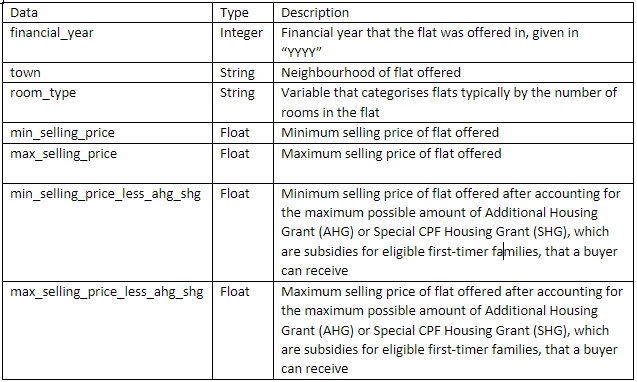 Data Type Description
financial_year Integer Financial year that the flat was offered in, given in
“YYYY”
town String Neighbourhood of flat offered
room_type String Variable that categorises flats typically by the number of
rooms in the flat
min_selling_price Float Minimum selling price of flat offered
max_selling_price Float Maximum selling price of flat offered
min_selling_price_less_ahg_shg Float Minimum selling price of flat offered after accounting for
the maximum possible amount of Additional Housing
Grant (AHG) or Special CPF Housing Grant (SHG), which
are subsidies for eligible first-timer families, that a buyer
can receive
max_selling_price_less_ahg_shg Float Maximum selling price of flat offered after accounting for
the maximum possible amount of Additional Housing
Grant (AHG) or Special CPF Housing Grant (SHG), which
are subsidies for eligible first-timer families, that a buyer
can receive